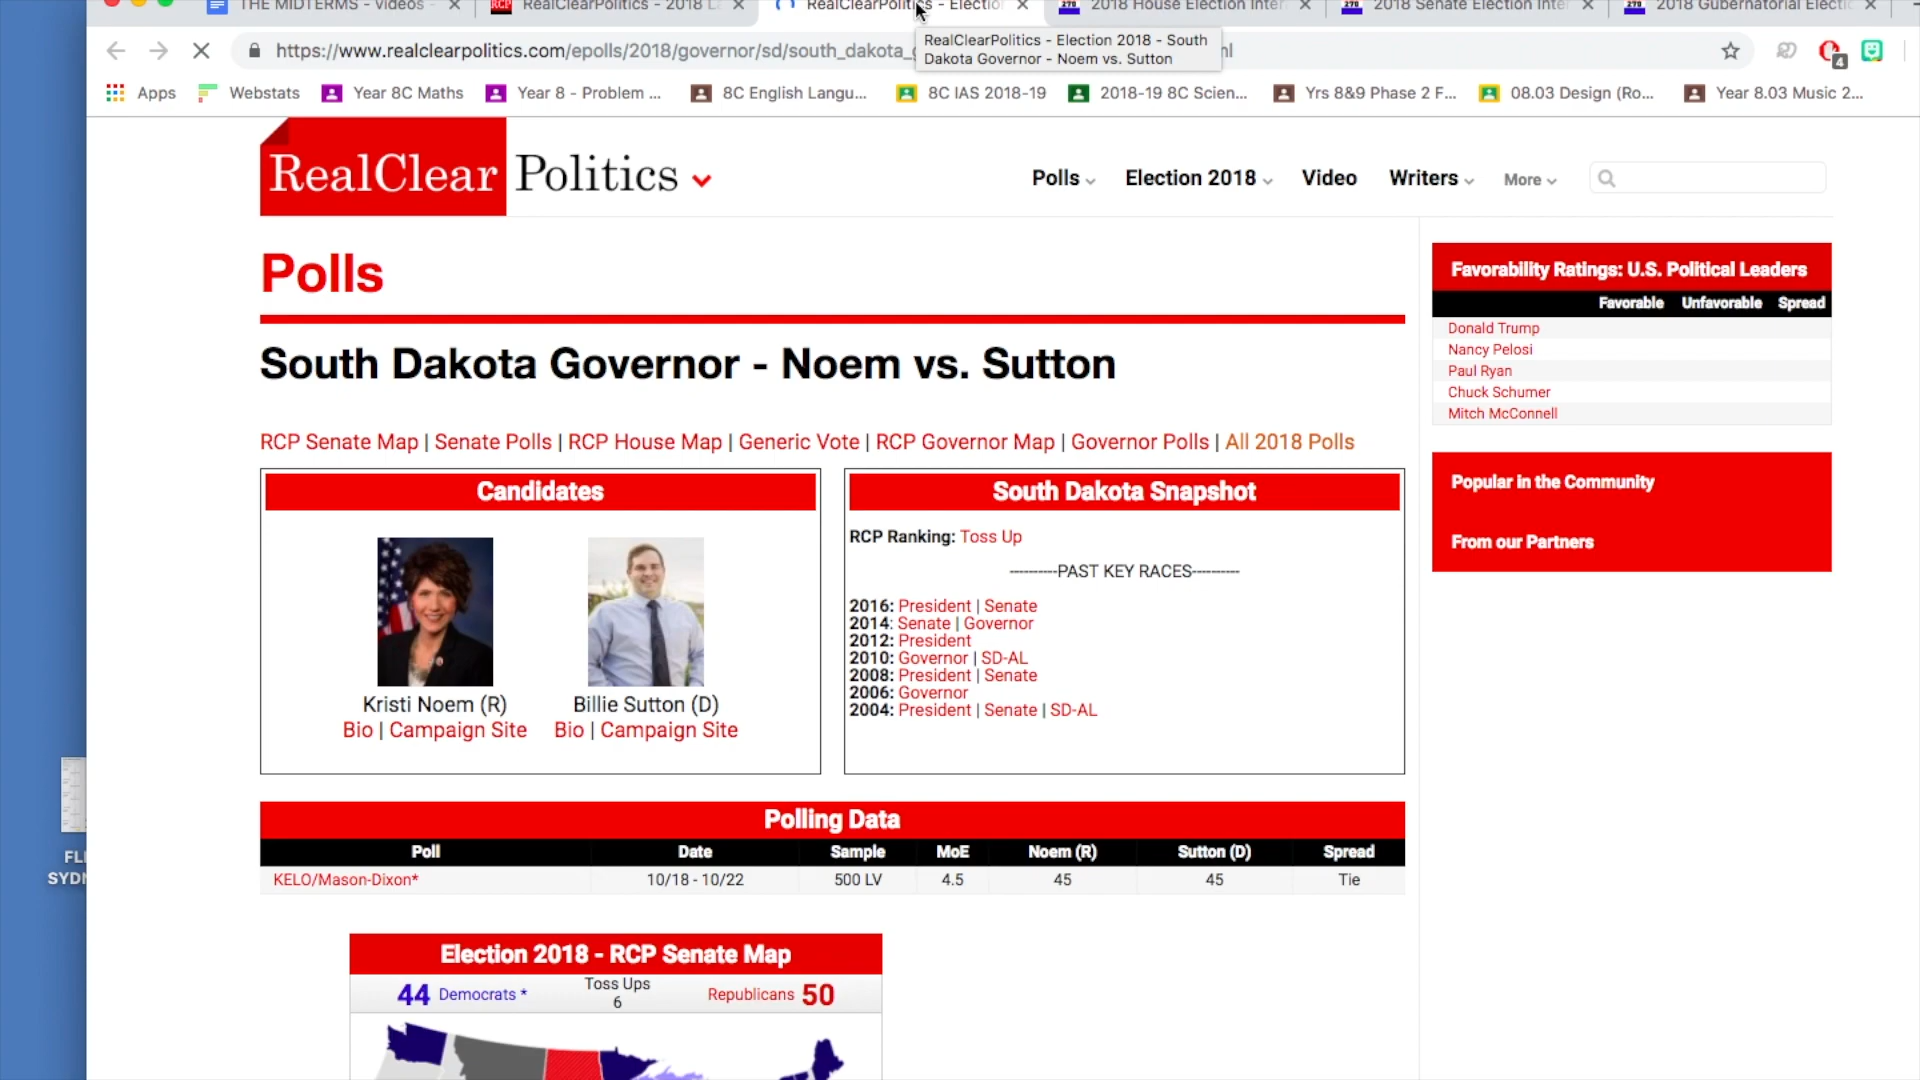 THE MIDTERMS - videos -
RCP RealClearPolitics - 2018 La
RealClearPolitics - Election
270 2018 House Election Inter
270 2018 Senate Election Inte
270 2018 Gubernatorial Electi
https://www.realclearpolitics.com/epolls/2018/governor/sd/south_dakota_
RealClearPolitics - Election 2018 - South
Dakota Governor - Noem vs. Sutton
4
Apps
Webstats
Year 8C Maths
Year 8 - Problem ...
8C English Langu...
8C IAS 2018-19
2018-19 8C Scien...
Yrs 8&9 Phase 2 F...
08.03 Design (Ro...
Year 8.03 Music 2...
RealClear Politics
Polls
Election 2018
Video
Writers
More
Polls
South Dakota Governor - Noem vs. Sutton
RCP Senate Map | Senate Polls | RCP House Map | Generic Vote | RCP Governor Map | Governor Polls | All 2018 Polls
Candidates
Kristi Noem (R)
Bio | Campaign Site
Billie Sutton (D)
Bio | Campaign Site
South Dakota Snapshot
RCP Ranking: Toss Up
----------PAST KEY RACES----------
2016: President | Senate
2014: Senate | Governor
2012: President
2010: Governor | SD-AL
2008: President | Senate
2006: Governor
2004: President | Senate | SD-AL
Favorability Ratings: U.S. Political Leaders
Favorable Unfavorable Spread
Donald Trump
Nancy Pelosi
Paul Ryan
Chuck Schumer
Mitch McConnell
Popular in the Community
From our Partners
Polling Data
Poll Date Sample MoE Noem (R) Sutton (D) Spread
KELO/Mason-Dixon* 10/18 - 10/22 500 LV 4.5 45 45 Tie
Election 2018 - RCP Senate Map
44 Democrats *
Toss Ups
6
Republicans 50
FLI
SYDN